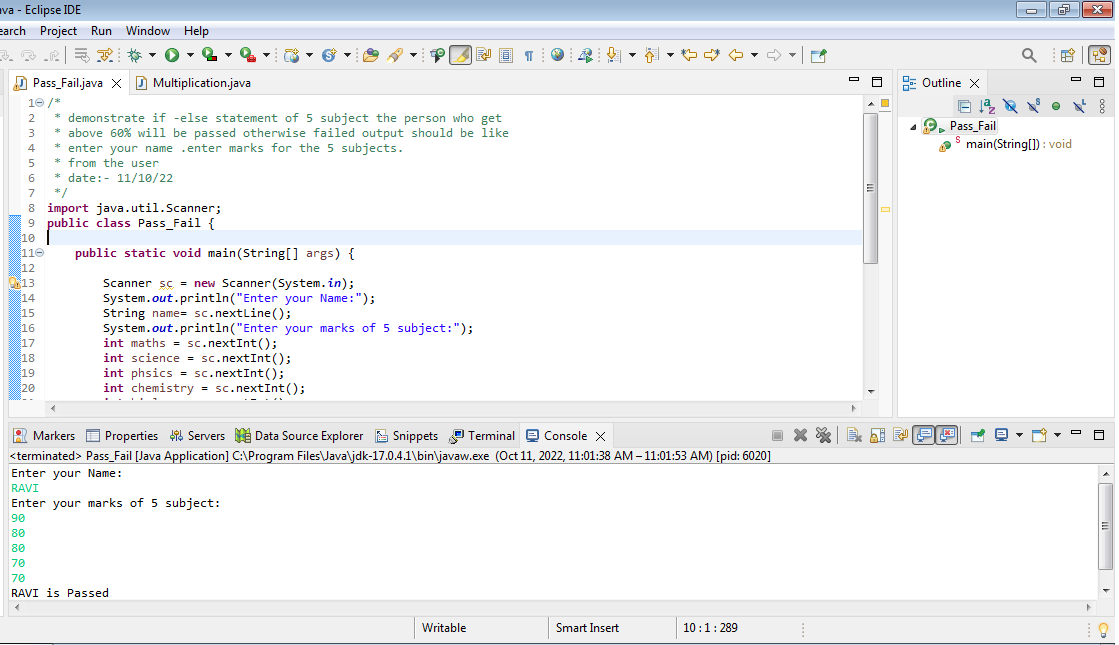 ava - Eclipse IDE
earch Project Run Window Help
Pass_Fail.java Multiplication.java
1 /*
2 * demonstrate if -else statement of 5 subject the person who get
3 * above 60% will be passed otherwise failed output should be like
4 * enter your name .enter marks for the 5 subjects.
5 * from the user
6 * date:- 11/10/22
7 */
8 import java.util.Scanner;
9 public class Pass_Fail {
10
11 public static void main(String[] args) {
12
13 Scanner sc = new Scanner(System.in);
14 System.out.println("Enter your Name:");
15 String name= sc.nextLine();
16 System.out.println("Enter your marks of 5 subject:");
17 int maths = sc.nextInt();
18 int science = sc.nextInt();
19 int phsics = sc.nextInt();
20 int chemistry = sc.nextInt();
Outline
Pass_Fail
main(String[]) : void
Markers Properties Servers Data Source Explorer Snippets Terminal Console
<terminated> Pass_Fail [Java Application] C:\Program Files\Java\jdk-17.0.4.1\bin\javaw.exe (Oct 11, 2022, 11:01:38 AM – 11:01:53 AM) [pid: 6020]
Enter your Name:
RAVI
Enter your marks of 5 subject:
90
80
80
70
70
RAVI is Passed
Writable Smart Insert 10 : 1 : 289